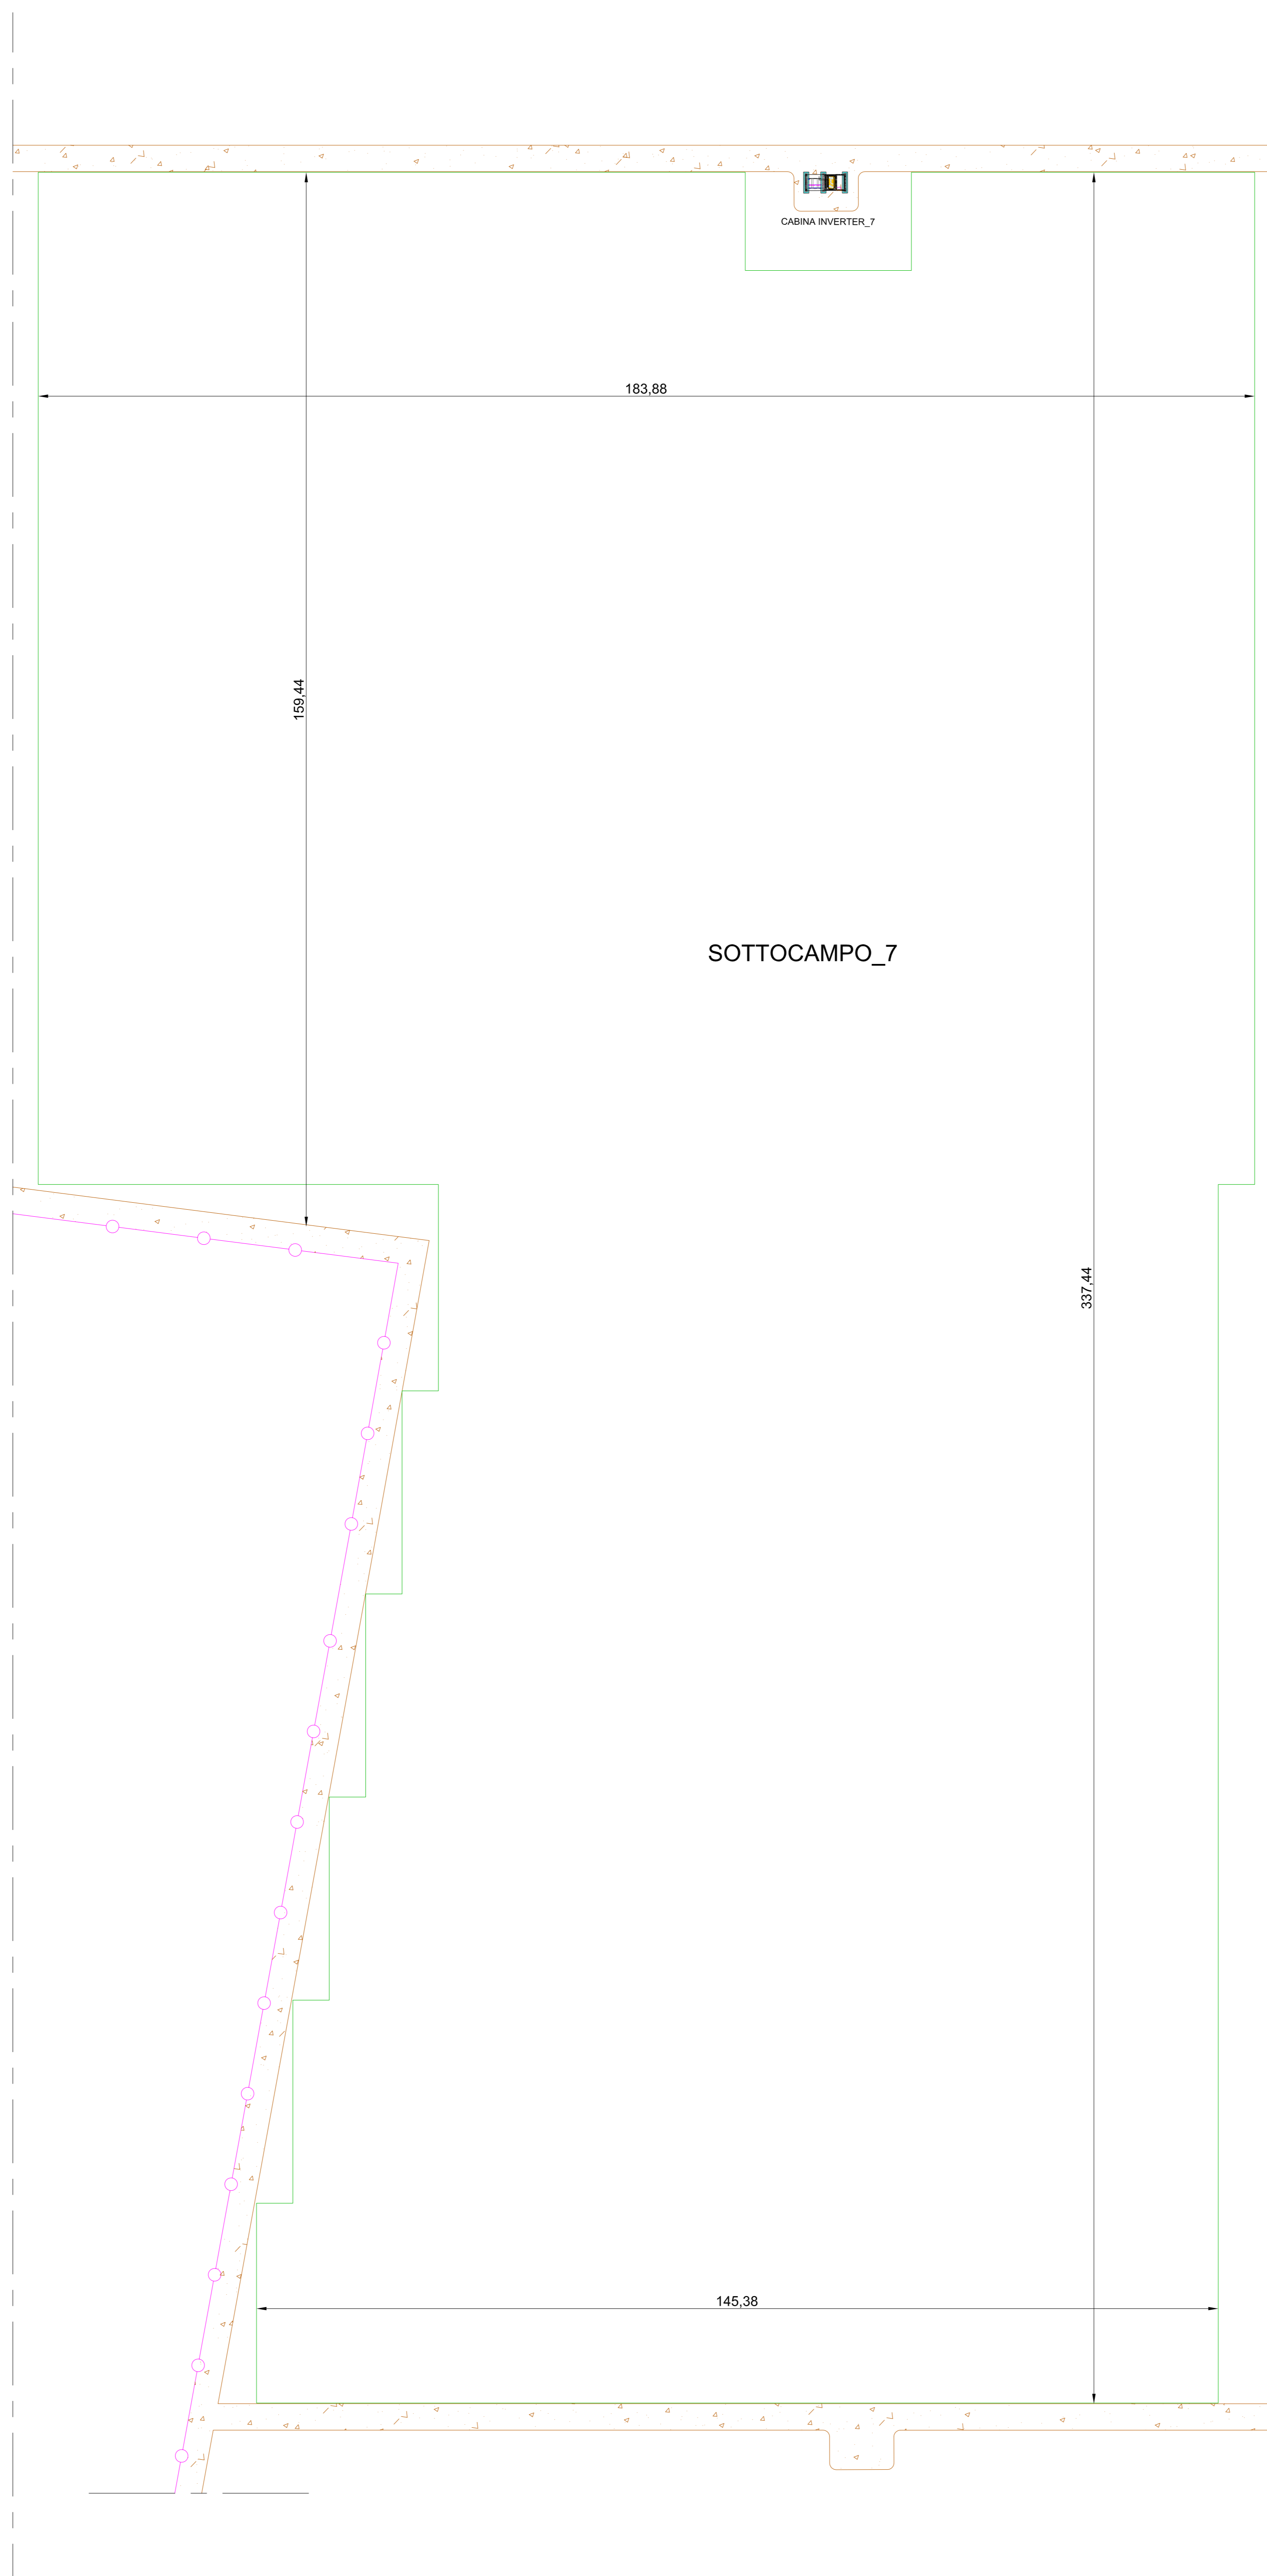 CABINA INVERTER_7
183,88
159,44
SOTTOCAMPO_7
337,44
145,38